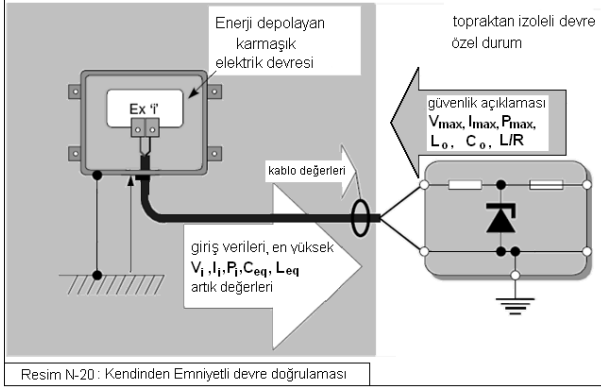 Enerji depolayan
karmaşık
elektrik devresi
topraktan izoleli devre
özel durum
Ex 'i'
güvenlik açıklaması
Vmax, Imax, Pmax,
Lo, Co, L/R
kablo değerleri
giriş verileri, en yüksek
Vi ,Ii,Pi,Ceq, Leq
artık değerleri
Resim N-20: Kendinden Emniyetli devre doğrulaması